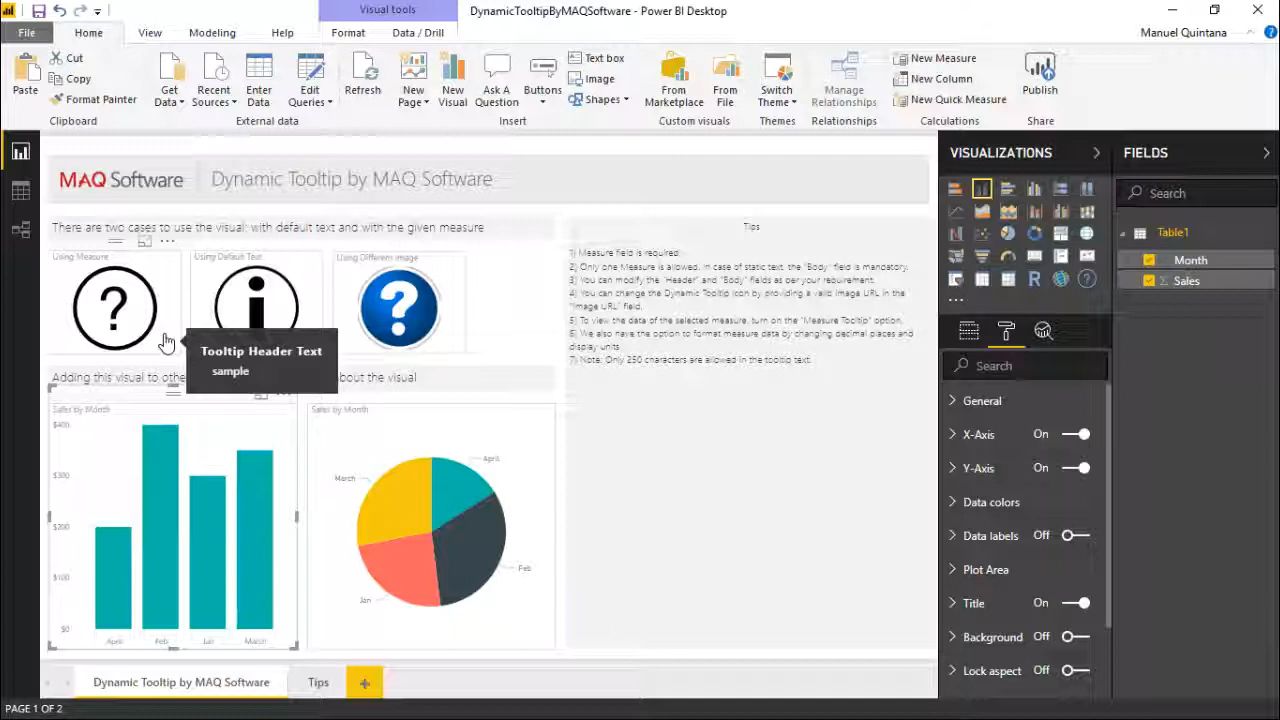 Visual tools
DynamicTooltipByMAQSoftware - Power BI Desktop
File
Home
View
Modeling
Help
Format
Data / Drill
Manuel Quintana
Paste
Cut
Copy
Format Painter
Clipboard
Get
Data
Recent
Sources
Enter
Data
Edit
Queries
External data
Refresh
New
Page
New
Visual
Ask A
Question
Buttons
Text box
Image
Shapes
Insert
From
Marketplace
From
File
Custom visuals
Switch
Theme
Themes
Manage
Relationships
Relationships
New Measure
New Column
New Quick Measure
Calculations
Publish
Share
MAQ Software
Dynamic Tooltip by MAQ Software
There are two cases to use the visual: with default text and with the given measure
Using Measure
Using Default Text
Using Different image
Tooltip Header Text
sample
Adding this visual to othe
about the visual
Sales by Month
$400
$300
$200
$100
$0
April
Feb
Jan
March
Sales by Month
April
March
Feb
Jan
Tips
1) Measure field is required
2) Only one Measure is allowed. In case of static text, the "Body" field is mandatory.
3) You can modify the "Header" and "Body" fields as per your requirement.
4) You can change the Dynamic Tooltip icon by providing a valid image URL in the
"Image URL" field.
5) To view the data of the selected measure, turn on the "Measure Tooltip" option.
6) We also have the option to format measure data by changing decimal places and
display units.
7) Note: Only 250 characters are allowed in the tooltip text.
VISUALIZATIONS
R
Search
General
X-Axis On
Y-Axis On
Data colors
Data labels Off
Plot Area
Title On
Background Off
Lock aspect Off
FIELDS
Search
Table1
Month
Σ Sales
Dynamic Tooltip by MAQ Software
Tips
PAGE 1 OF 2